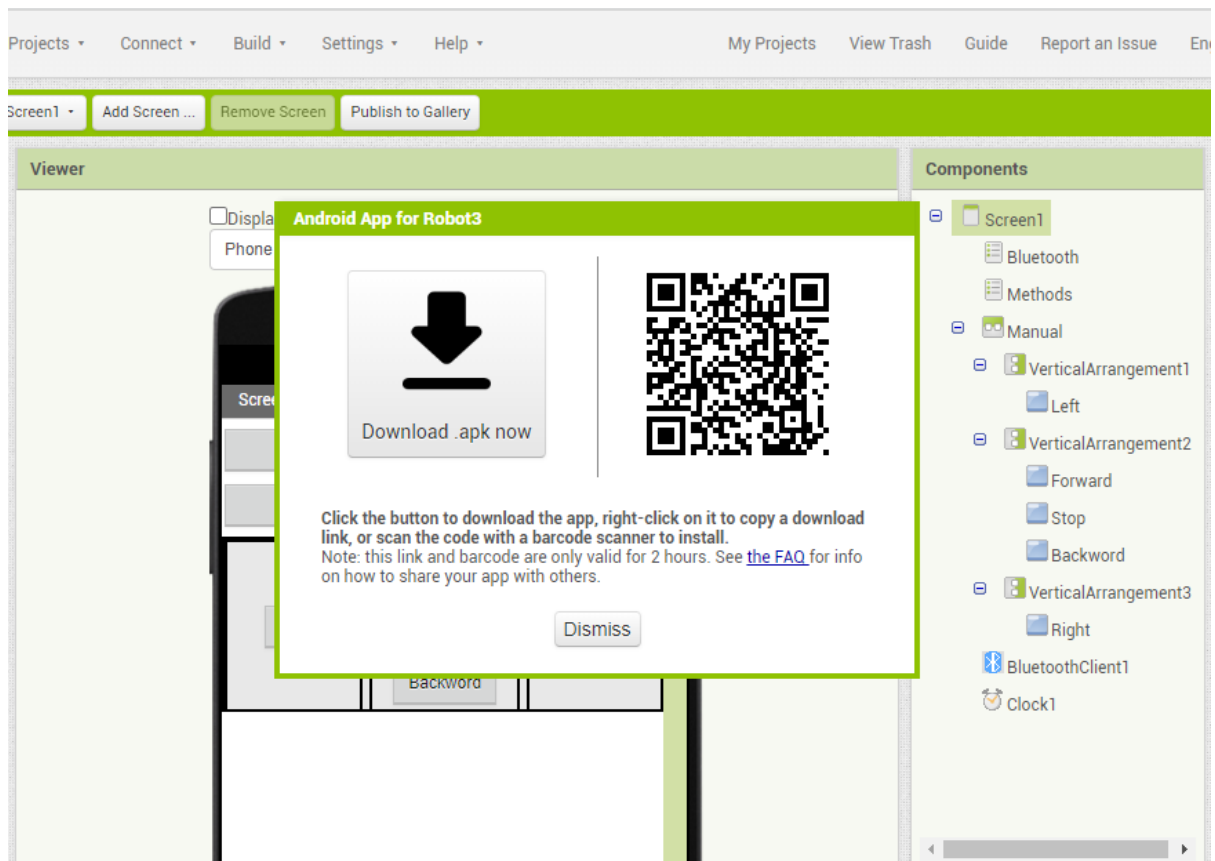 Projects Connect Build Settings Help My Projects View Trash Guide Report an Issue
Screen1 Add Screen ... Remove Screen Publish to Gallery
Viewer
Components
Android App for Robot3
Download .apk now
Click the button to download the app, right-click on it to copy a download
link, or scan the code with a barcode scanner to install.
Note: this link and barcode are only valid for 2 hours. See the FAQ for info
on how to share your app with others.
Dismiss
Phone
Backword
Screen1
Bluetooth
Methods
Manual
VerticalArrangement1
Left
VerticalArrangement2
Forward
Stop
Backword
VerticalArrangement3
Right
BluetoothClient1
Clock1